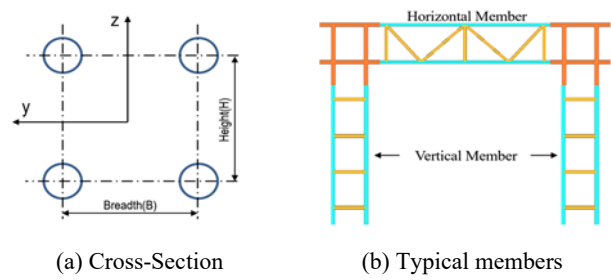 z
y
Height(H)
Breadth(B)
(a) Cross-Section
Horizontal Member
Vertical Member
(b) Typical members